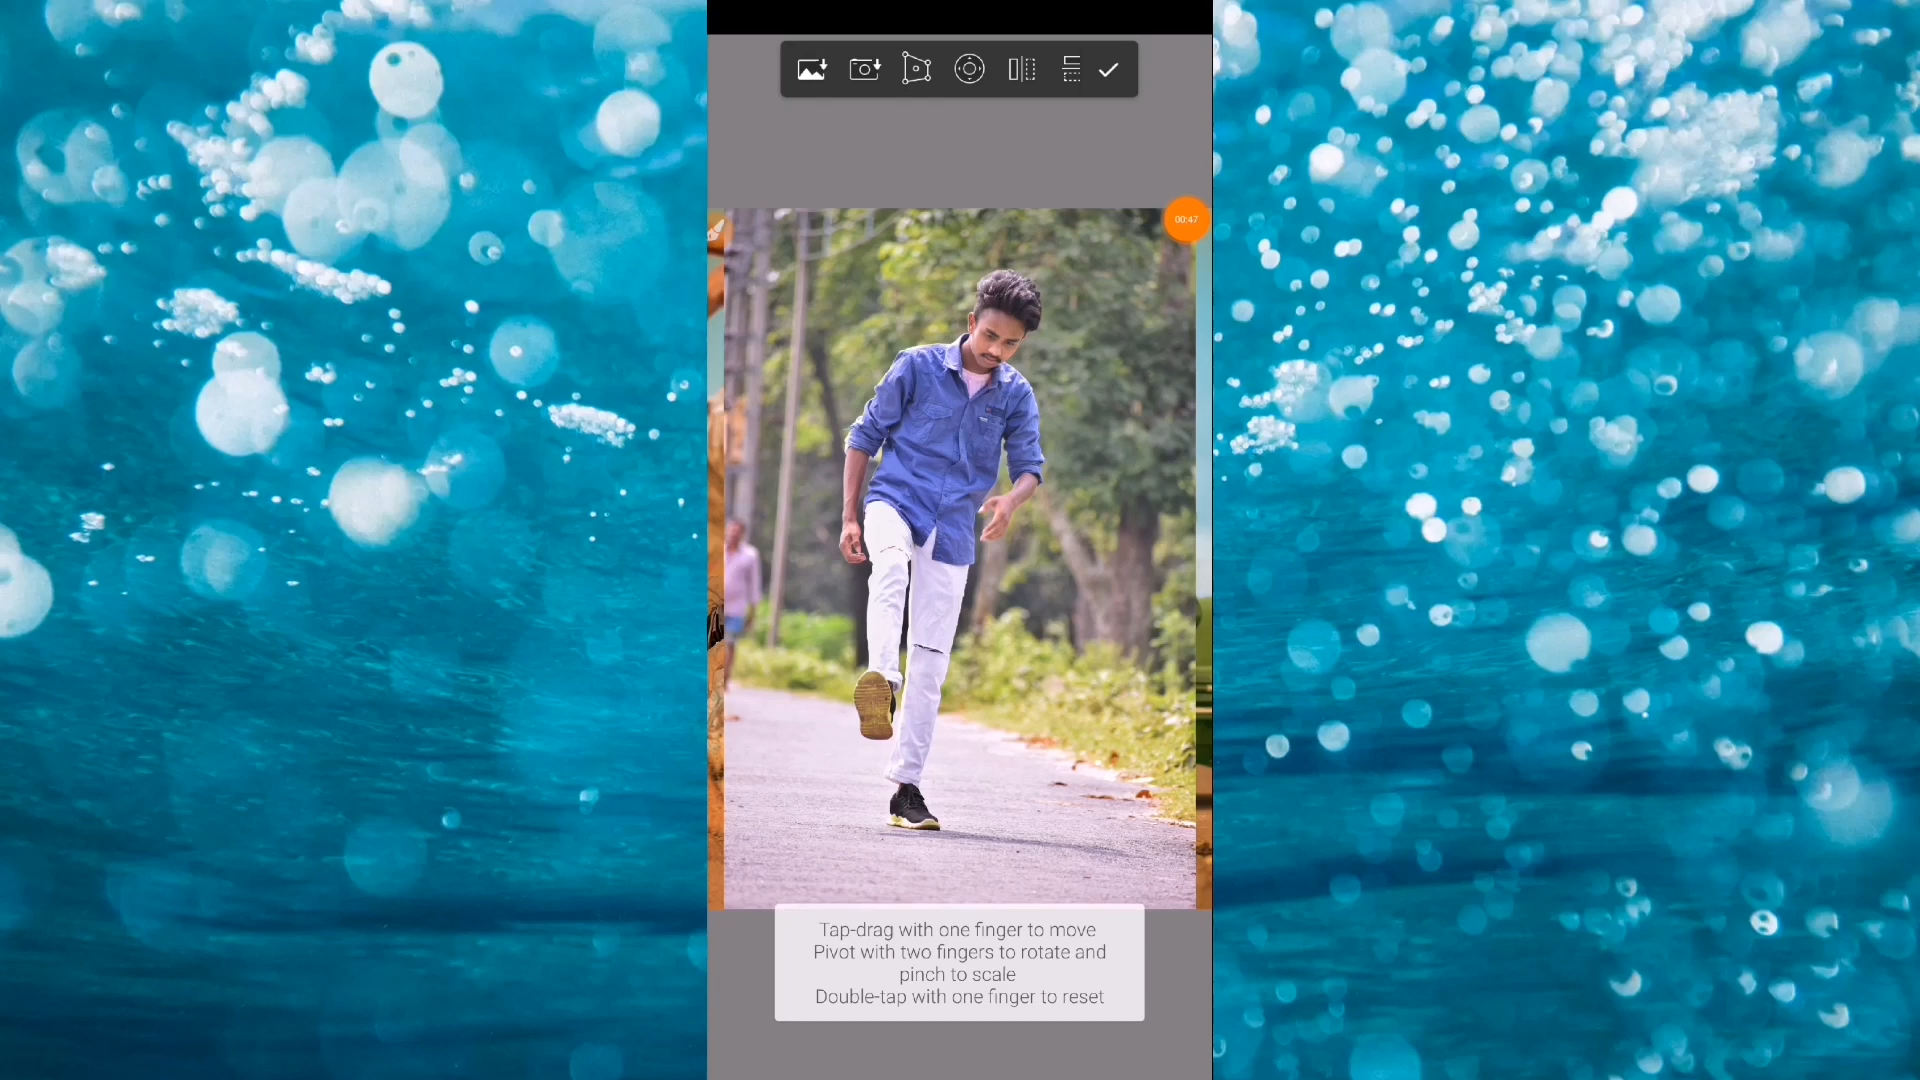 00:47
Tap-drag with one finger to move
Pivot with two fingers to rotate and
pinch to scale
Double-tap with one finger to reset